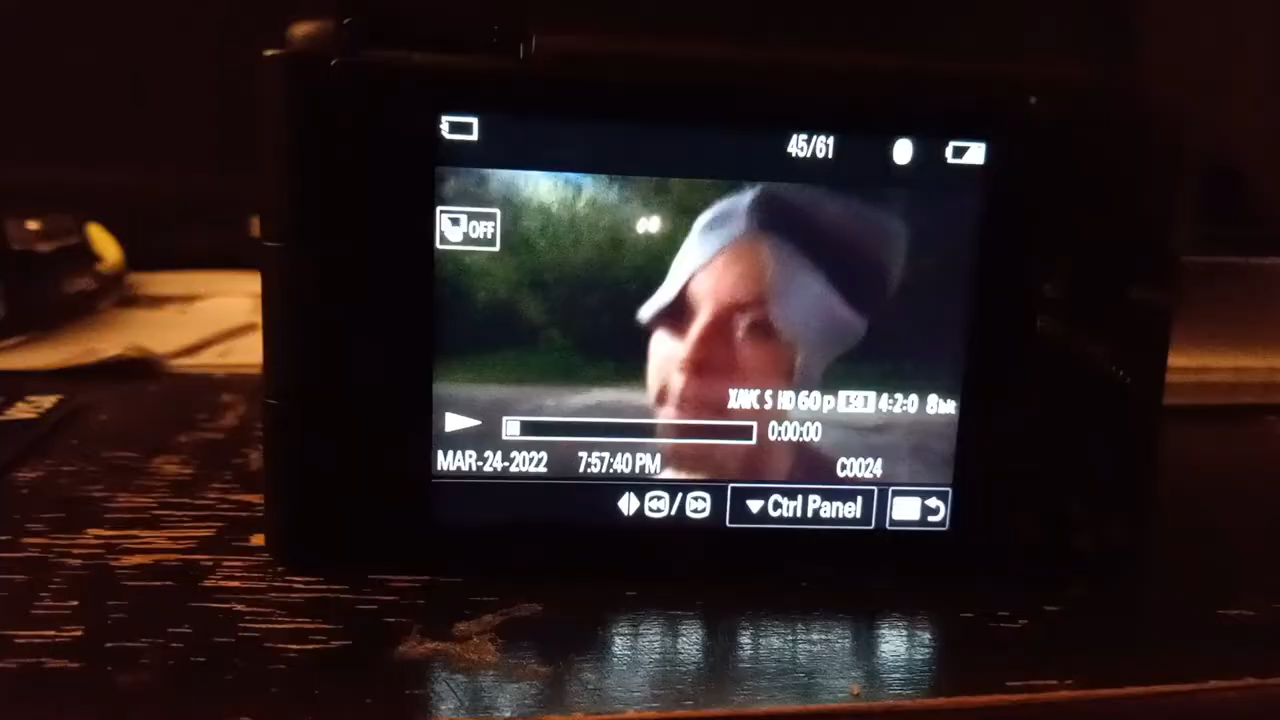 45/61
OFF
XAVC S HD 60p 4:2:0 8bit
0:00:00
MAR-24-2022 7:57:40 PM C0024
/ Ctrl Panel